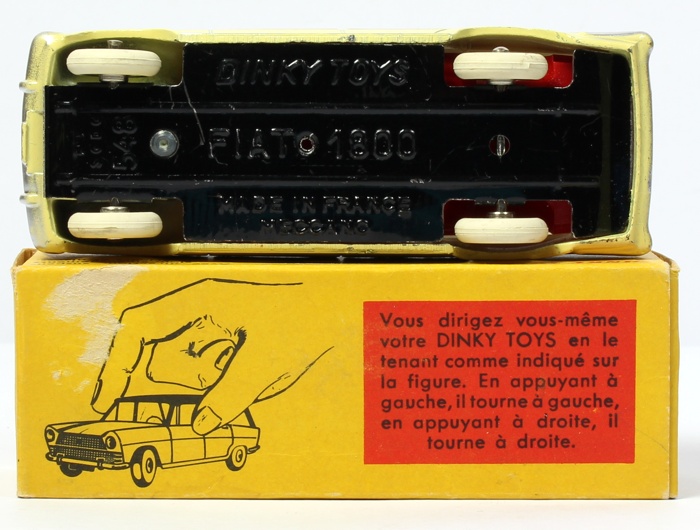 DINKY TOYS
548
FIAT 1800
MADE IN FRANCE
MECCANO
Vous dirigez vous-même
votre DINKY TOYS en le
tenant comme indiqué sur
la figure. En appuyant à
gauche, il tourne à gauche,
en appuyant à droite, il
tourne à droite.